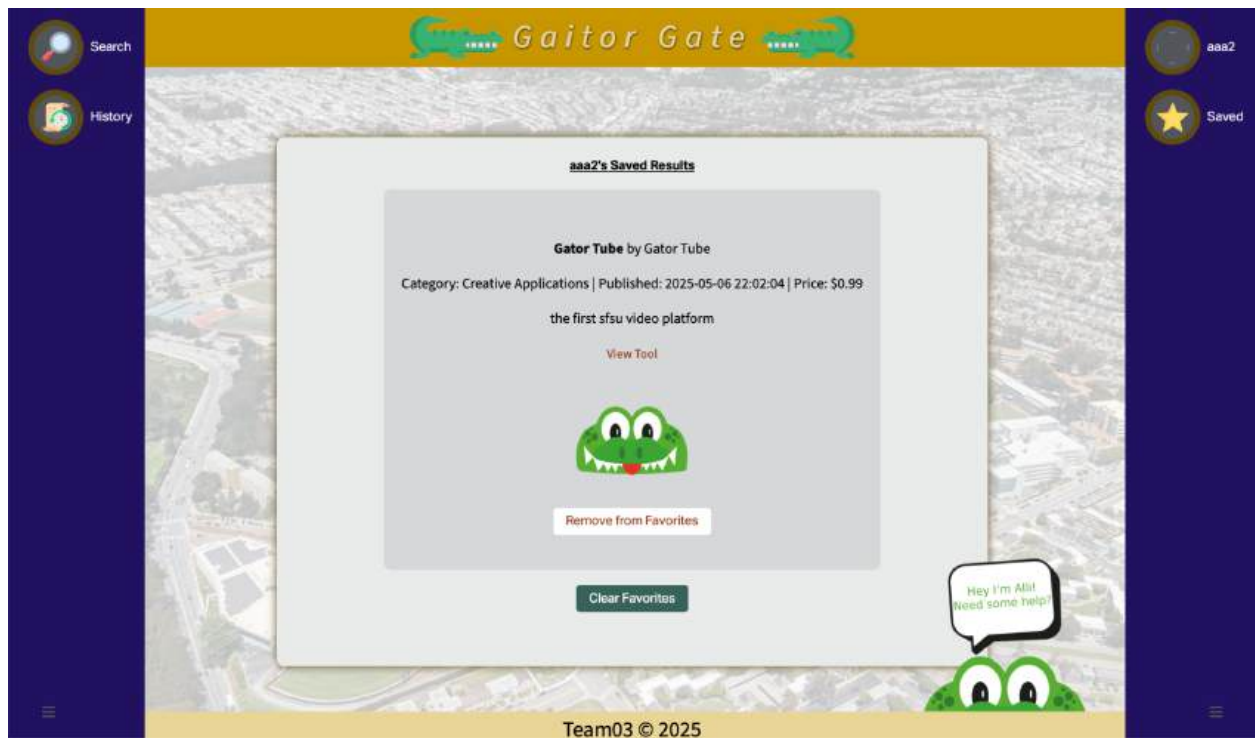 Search
History
Gaitor Gate
aaa2
Saved
aaa2's Saved Results
Gator Tube by Gator Tube
Category: Creative Applications | Published: 2025-05-06 22:02:04 | Price: $0.99
the first sfsu video platform
View Tool
Remove from Favorites
Clear Favorites
Hey I'm Alli!
Need some help?
Team03 © 2025